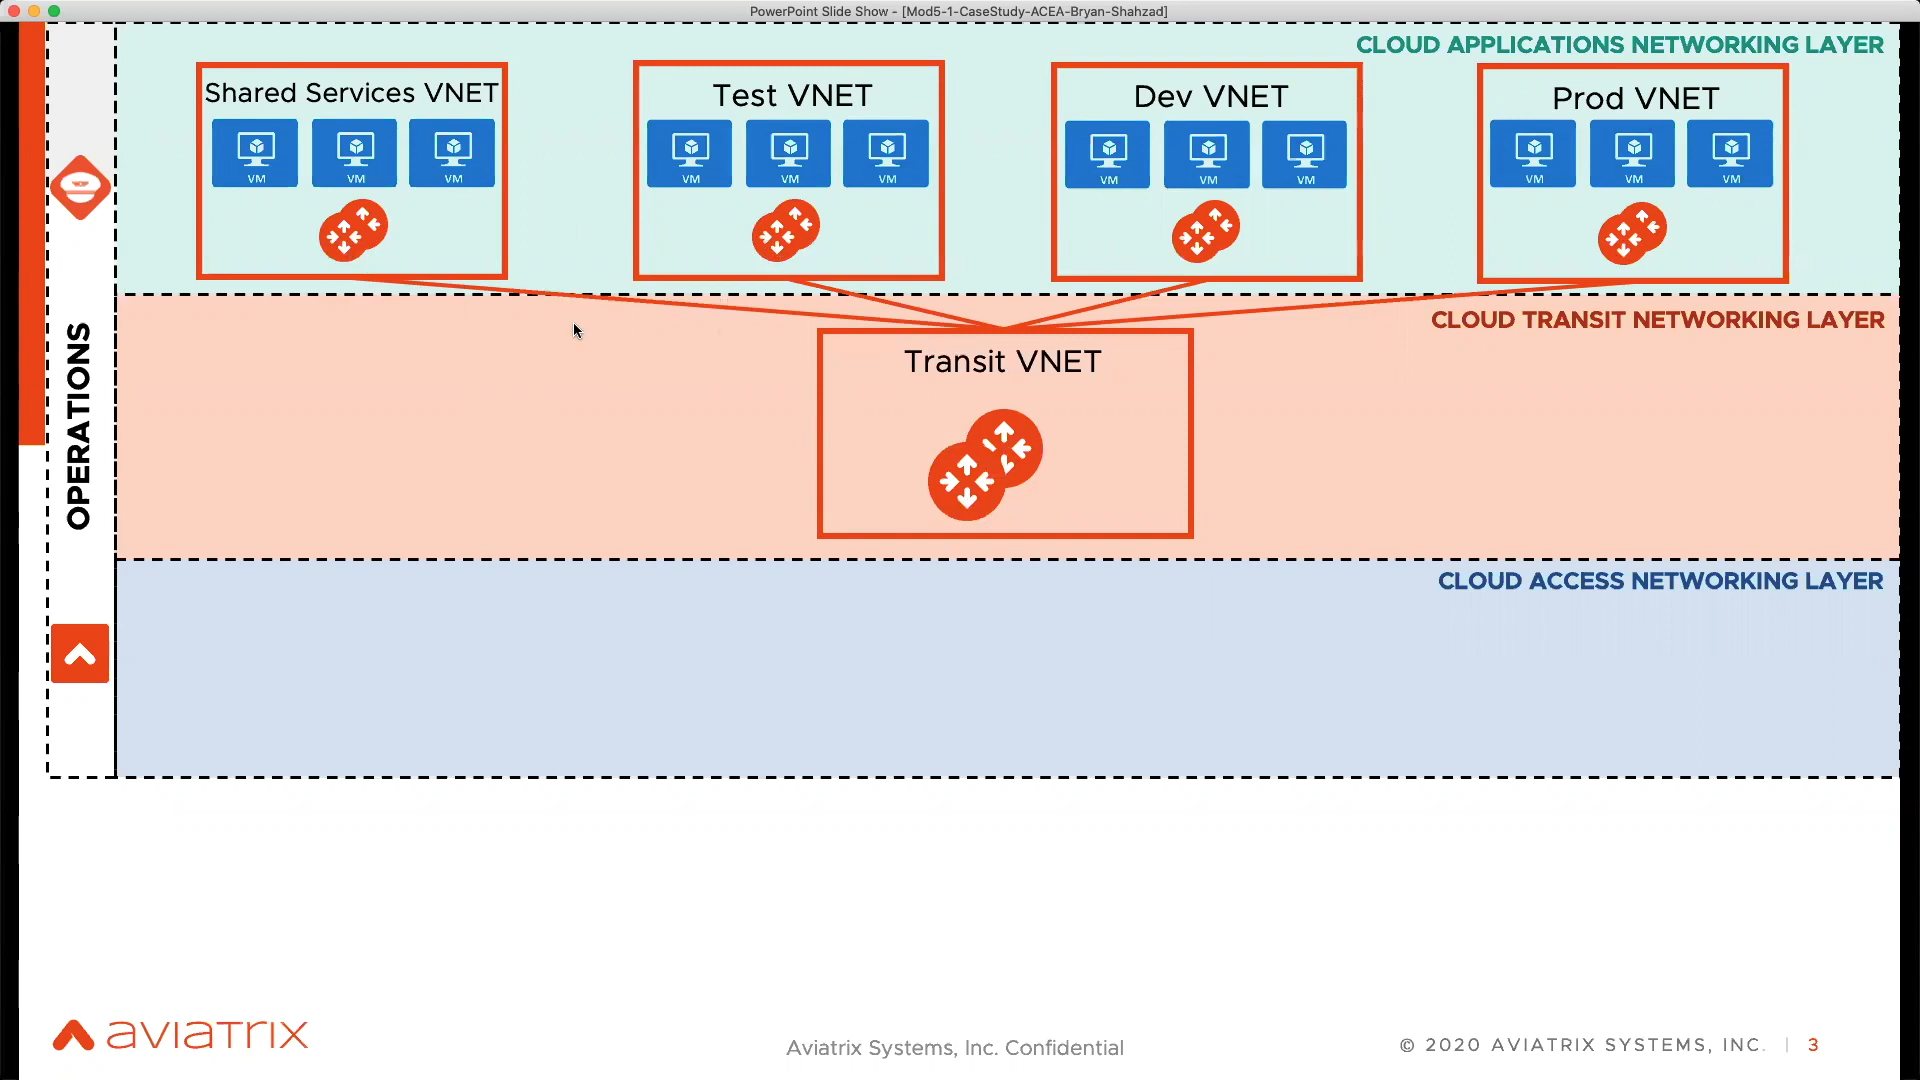 PowerPoint Slide Show - [Mod5-1-CaseStudy-ACEA-Bryan-Shahzad]
CLOUD APPLICATIONS NETWORKING LAYER
Shared Services VNET
VM VM VM
Test VNET
VM VM VM
Dev VNET
VM VM VM
Prod VNET
VM VM VM
OPERATIONS
CLOUD TRANSIT NETWORKING LAYER
Transit VNET
CLOUD ACCESS NETWORKING LAYER
aviatrix
Aviatrix Systems, Inc. Confidential
© 2020 AVIATRIX SYSTEMS, INC. | 3